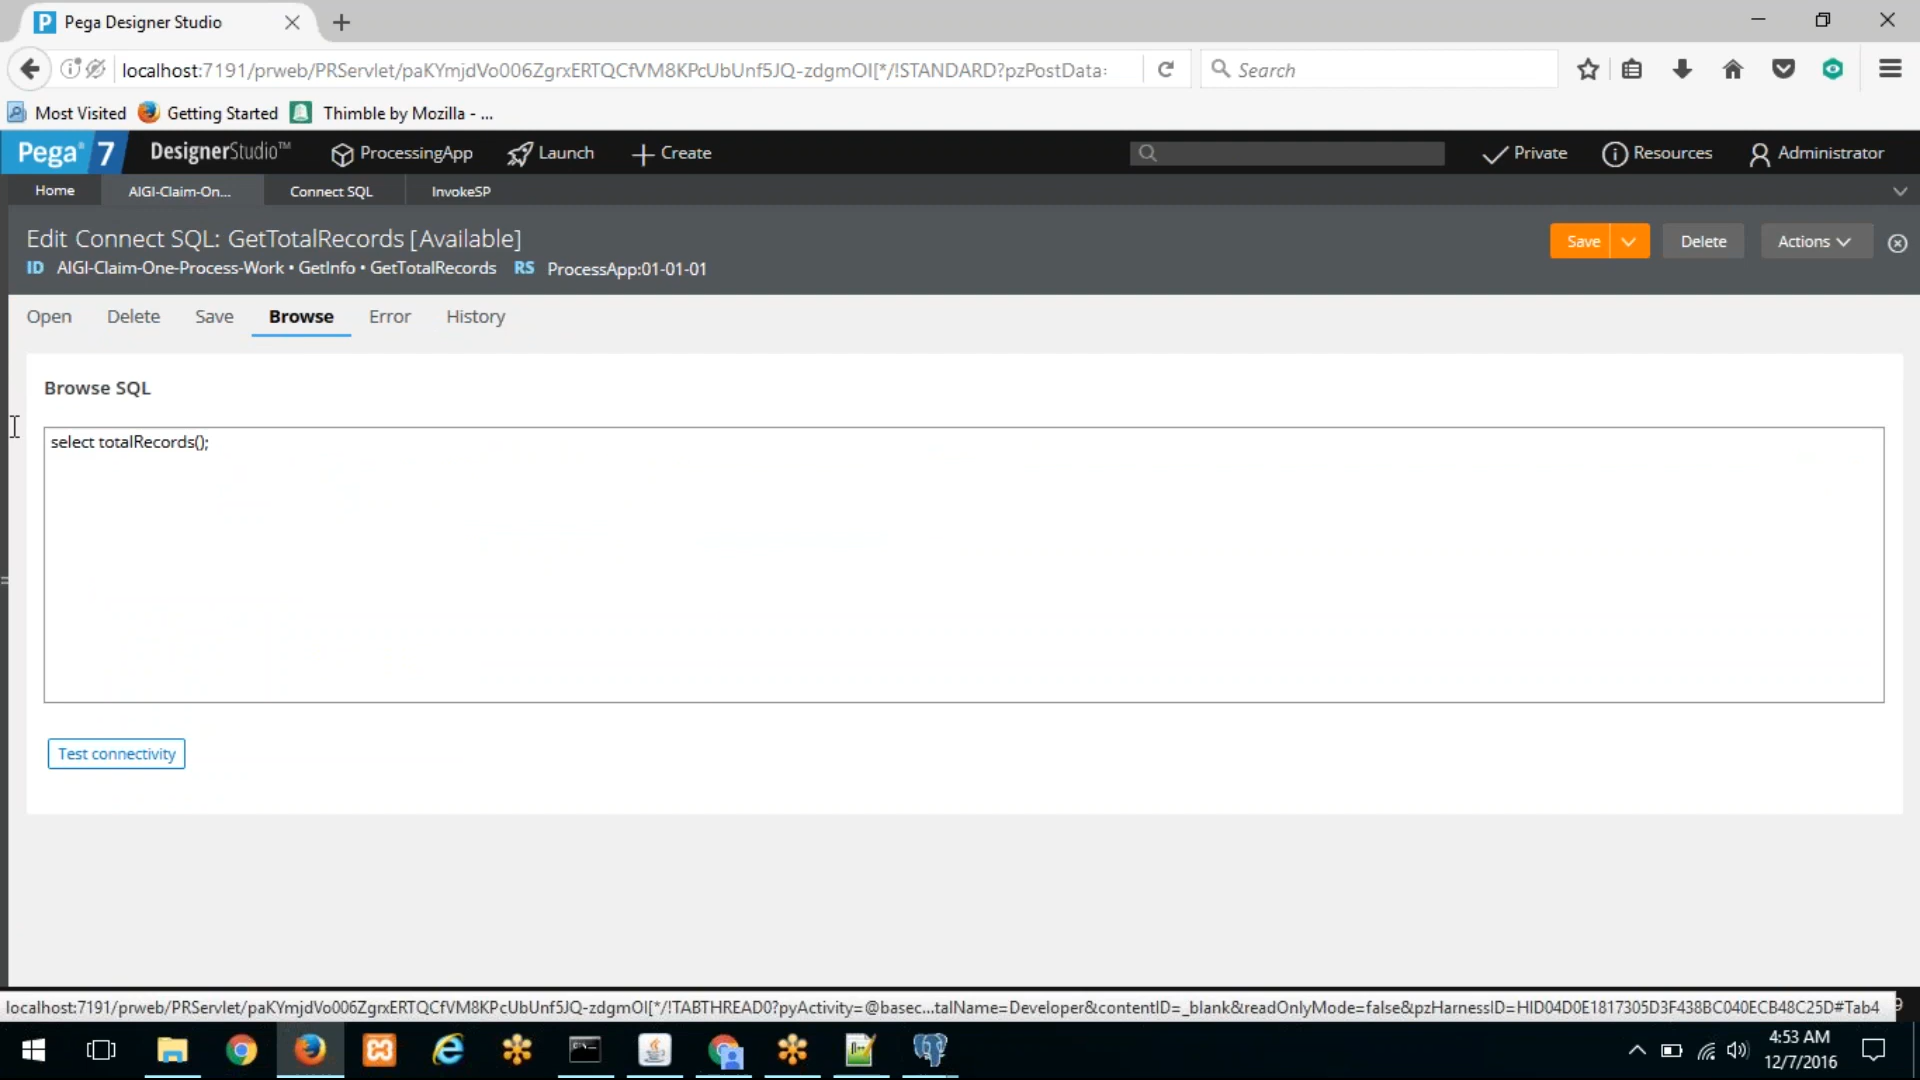 Pega Designer Studio
localhost:7191/prweb/PRServlet/paKYmjdVo006ZgrxERTQCfVM8KPcUbUnf5JQ-zdgmOI[*/!STANDARD?pzPostData:
Search
Most Visited
Getting Started
Thimble by Mozilla - ...
Pega 7
DesignerStudio™
ProcessingApp
Launch
Create
Private
Resources
Administrator
Home
AIGI-Claim-On...
Connect SQL
InvokeSP
Edit Connect SQL: GetTotalRecords [Available]
Save
Delete
Actions
ID AIGI-Claim-One-Process-Work • GetInfo • GetTotalRecords RS ProcessApp:01-01-01
Open
Delete
Save
Browse
Error
History
Browse SQL
select totalRecords();
Test connectivity
localhost:7191/prweb/PRServlet/paKYmjdVo006ZgrxERTQCfVM8KPcUbUnf5JQ-zdgmOI[*/!TABTHREAD0?pyActivity=@basec...talName=Developer&contentID=_blank&readOnlyMode=false&pzHarnessID=HID04D0E1817305D3F438BC040ECB48C25D#Tab4
4:53 AM
12/7/2016